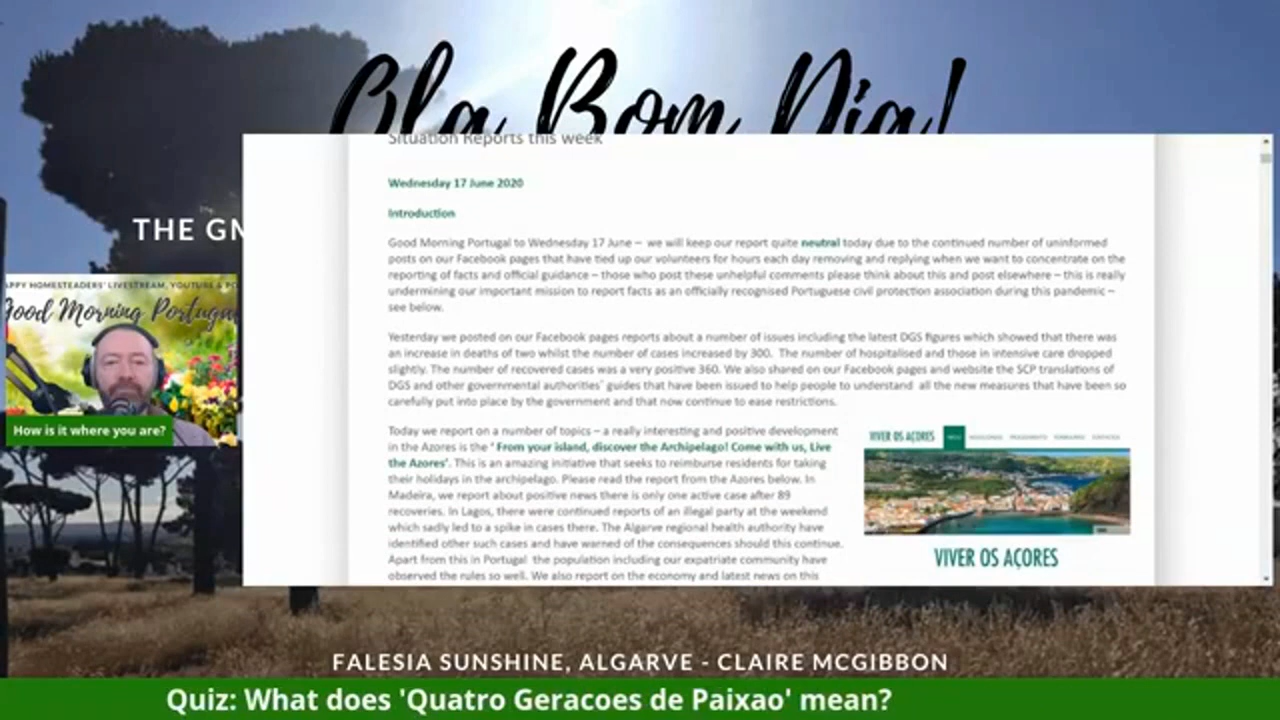 Ola Bom Dia!
Situation Reports this week
THE GM
Wednesday 17 June 2020
Introduction
Good Morning Portugal to Wednesday 17 June – we will keep our report quite neutral today due to the continued number of uninformed
posts on our Facebook pages that have tied up our volunteers for hours each day removing and replying when we want to concentrate on the
reporting of facts and official guidance – those who post these unhelpful comments please think about this and post elsewhere – this is really
undermining our important mission to report facts as an officially recognised Portuguese civil protection association during this pandemic –
see below.
Yesterday we posted on our Facebook pages reports about a number of issues including the latest DGS figures which showed that there was
an increase in deaths of two whilst the number of cases increased by 300. The number of hospitalised and those in intensive care dropped
slightly. The number of recovered cases was a very positive 360. We also shared on our Facebook pages and website the SCP translations of
DGS and other governmental authorities´ guides that have been issued to help people to understand all the new measures that have been so
carefully put into place by the government and that now continue to ease restrictions.
Today we report on a number of topics – a really interesting and positive development
in the Azores is the ‘ From your island, discover the Archipelago! Come with us, Live
the Azores’. This is an amazing initiative that seeks to reimburse residents for taking
their holidays in the archipelago. Please read the report from the Azores below. In
Madeira, we report about positive news there is only one active case after 89
recoveries. In Lagos, there were continued reports of an illegal party at the weekend
which sadly led to a spike in cases there. The Algarve regional health authority have
identified other such cases and have warned of the consequences should this continue.
Apart from this in Portugal the population including our expatriate community have
observed the rules so well. We also report on the economy and latest news on this
VIVER OS AÇORES
VIVER OS AÇORES
APPY HOMESTEADERS' LIVESTREAM, YOUTUBE & PO
Good Morning Portugal
How is it where you are?
FALESIA SUNSHINE, ALGARVE - CLAIRE MCGIBBON
Quiz: What does 'Quatro Geracoes de Paixao' mean?